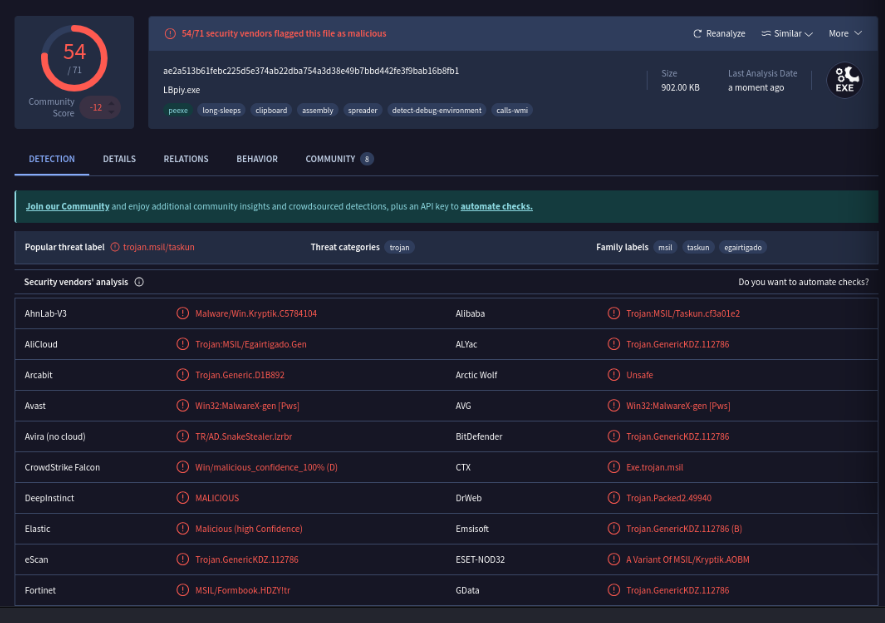 54
/ 71
Community Score
-12
54/71 security vendors flagged this file as malicious
Reanalyze
Similar
More
ae2a513b61febc225d5e374ab22dba754a3d38e49b7bbd442fe3f9bab16b8fb1
LBpiy.exe
Size
902.00 KB
Last Analysis Date
a moment ago
EXE
peexe long-sleeps clipboard assembly spreader detect-debug-environment calls-wmi
DETECTION DETAILS RELATIONS BEHAVIOR COMMUNITY 8
Join our Community and enjoy additional community insights and crowdsourced detections, plus an API key to automate checks.
Popular threat label trojan.msil/taskun Threat categories trojan Family labels msil taskun egairtigado
Security vendors' analysis Do you want to automate checks?
AhnLab-V3 Malware/Win.Kryptik.C5784104 Alibaba Trojan:MSIL/Taskun.cf3a01e2
AliCloud Trojan:MSIL/Egairtigado.Gen ALYac Trojan.GenericKDZ.112786
Arcabit Trojan.Generic.D1B892 Arctic Wolf Unsafe
Avast Win32:MalwareX-gen [Pws] AVG Win32:MalwareX-gen [Pws]
Avira (no cloud) TR/AD.SnakeStealer.lzrbr BitDefender Trojan.GenericKDZ.112786
CrowdStrike Falcon Win/malicious_confidence_100% (D) CTX Exe.trojan.msil
DeepInstinct MALICIOUS DrWeb Trojan.Packed2.49940
Elastic Malicious (high Confidence) Emsisoft Trojan.GenericKDZ.112786 (B)
eScan Trojan.GenericKDZ.112786 ESET-NOD32 A Variant Of MSIL/Kryptik.AOBM
Fortinet MSIL/Formbook.HDZY!tr GData Trojan.GenericKDZ.112786